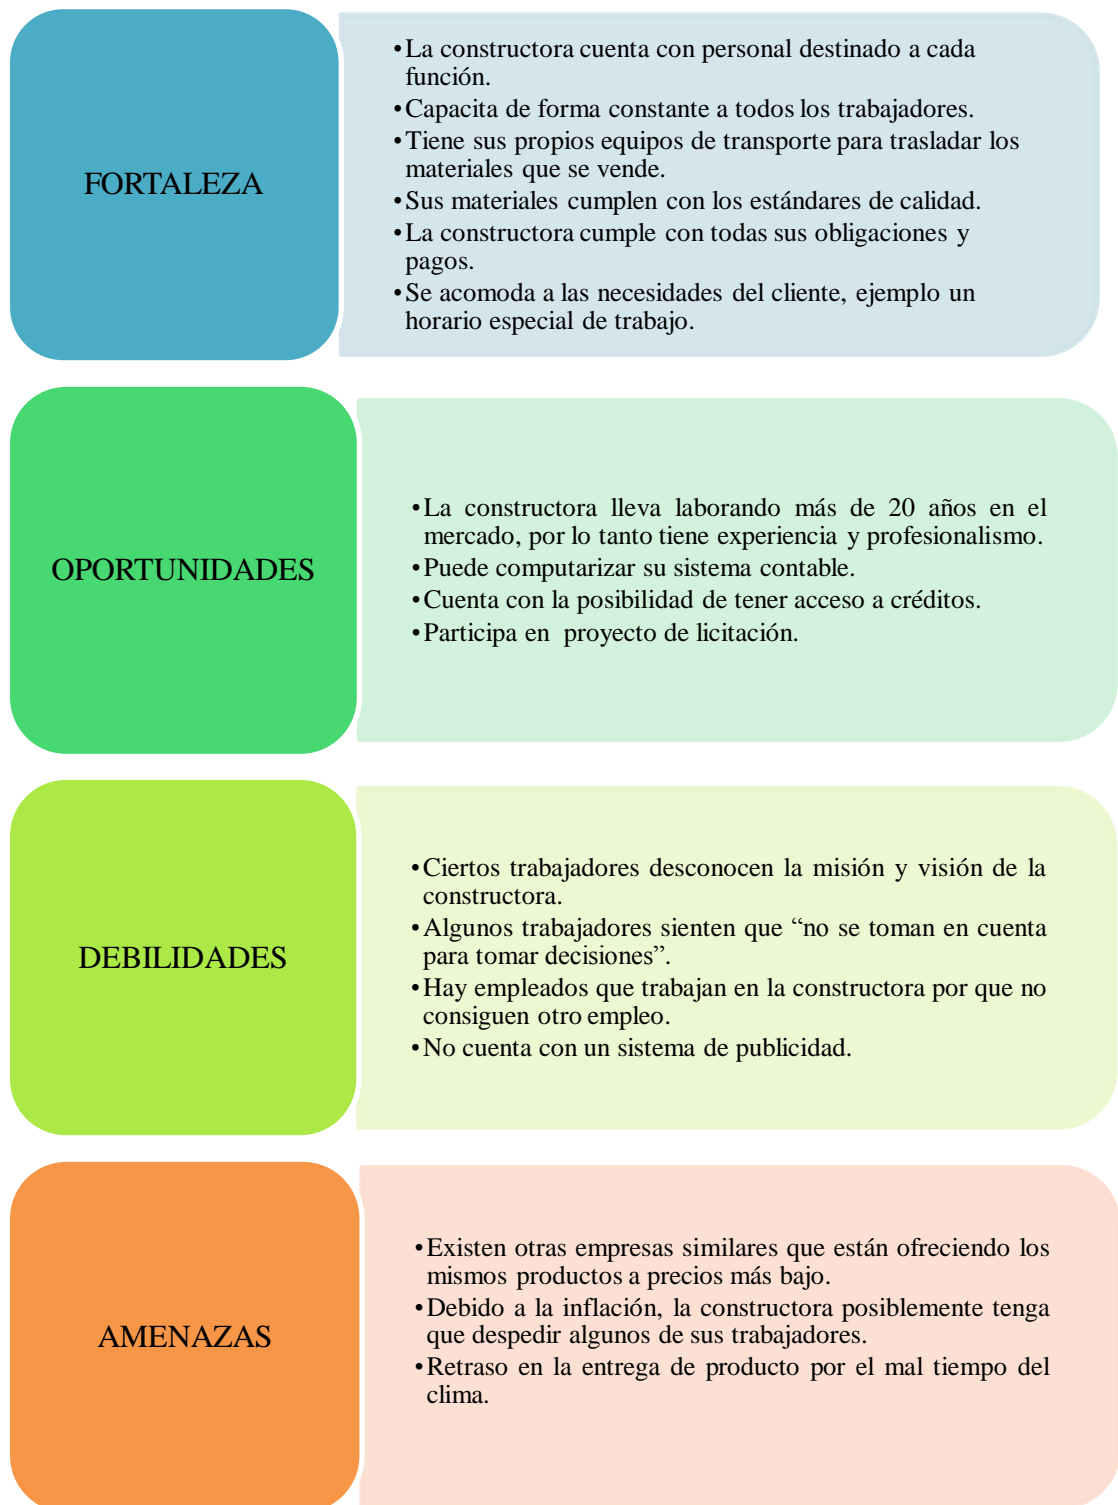 FORTALEZA
•La constructora cuenta con personal destinado a cada
función.
•Capacita de forma constante a todos los trabajadores.
•Tiene sus propios equipos de transporte para trasladar los
materiales que se vende.
•Sus materiales cumplen con los estándares de calidad.
•La constructora cumple con todas sus obligaciones y
pagos.
•Se acomoda a las necesidades del cliente, ejemplo un
horario especial de trabajo.
OPORTUNIDADES
•La constructora lleva laborando más de 20 años en el
mercado, por lo tanto tiene experiencia y profesionalismo.
•Puede computarizar su sistema contable.
•Cuenta con la posibilidad de tener acceso a créditos.
•Participa en proyecto de licitación.
DEBILIDADES
•Ciertos trabajadores desconocen la misión y visión de la
constructora.
•Algunos trabajadores sienten que “no se toman en cuenta
para tomar decisiones”.
•Hay empleados que trabajan en la constructora por que no
consiguen otro empleo.
•No cuenta con un sistema de publicidad.
AMENAZAS
•Existen otras empresas similares que están ofreciendo los
mismos productos a precios más bajo.
•Debido a la inflación, la constructora posiblemente tenga
que despedir algunos de sus trabajadores.
•Retraso en la entrega de producto por el mal tiempo del
clima.